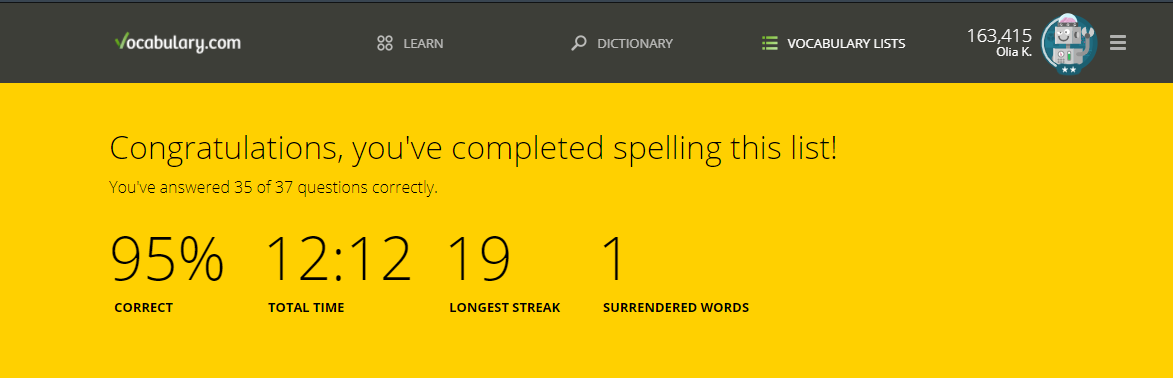 Vocabulary.com
LEARN
DICTIONARY
VOCABULARY LISTS
163,415
Olia K.
Congratulations, you've completed spelling this list!
You've answered 35 of 37 questions correctly.
95% 12:12 19 1
CORRECT TOTAL TIME LONGEST STREAK SURRENDERED WORDS